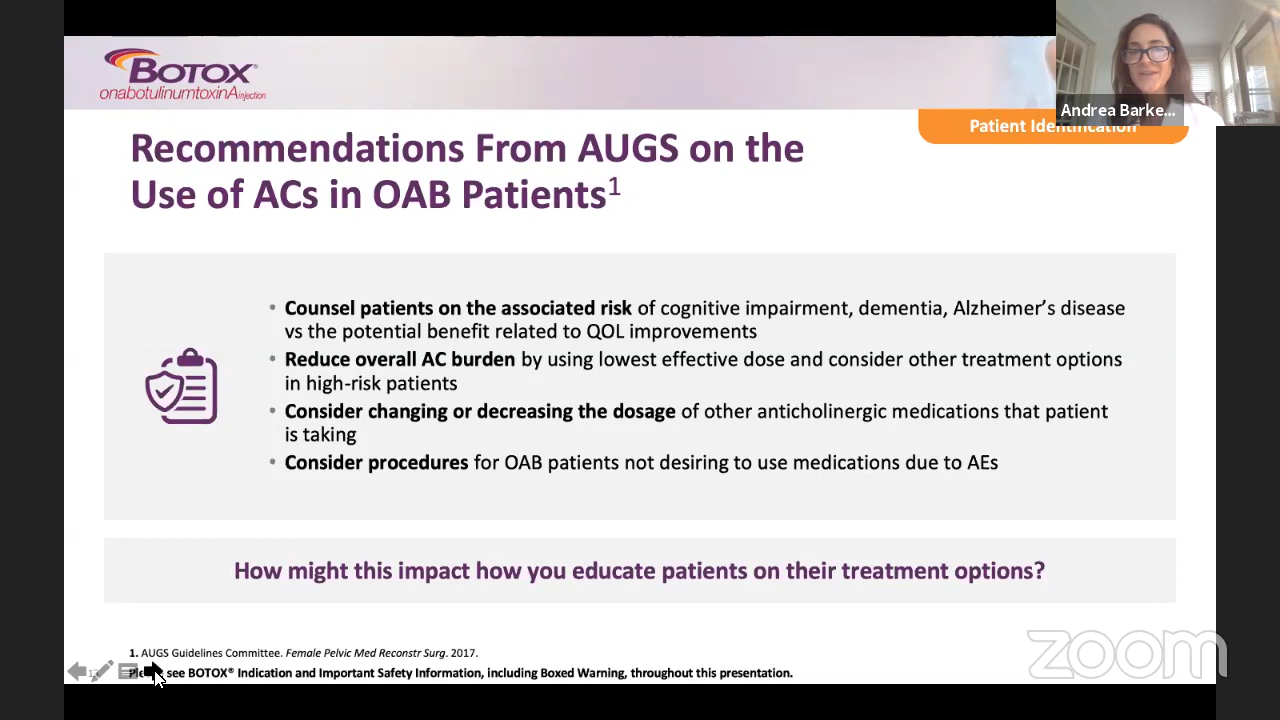 BOTOX®
onabotulinumtoxinA injection
Andrea Barke...
Patient Identification
Recommendations From AUGS on the
Use of ACs in OAB Patients1
• Counsel patients on the associated risk of cognitive impairment, dementia, Alzheimer’s disease
vs the potential benefit related to QOL improvements
• Reduce overall AC burden by using lowest effective dose and consider other treatment options
in high-risk patients
• Consider changing or decreasing the dosage of other anticholinergic medications that patient
is taking
• Consider procedures for OAB patients not desiring to use medications due to AEs
How might this impact how you educate patients on their treatment options?
1. AUGS Guidelines Committee. Female Pelvic Med Reconstr Surg. 2017.
see BOTOX® Indication and Important Safety Information, including Boxed Warning, throughout this presentation.
zoom